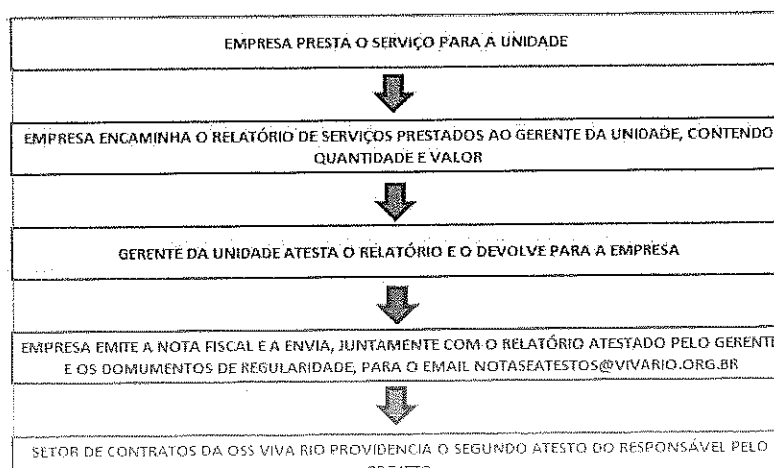 EMPRESA PRESTA O SERVIÇO PARA A UNIDADE
EMPRESA ENCAMINHA O RELATÓRIO DE SERVIÇOS PRESTADOS AO GERENTE DA UNIDADE, CONTENDO
QUANTIDADE E VALOR
GERENTE DA UNIDADE ATESTA O RELATÓRIO E O DEVOLVE PARA A EMPRESA
EMPRESA EMITE A NOTA FISCAL E A ENVIA, JUNTAMENTE COM O RELATÓRIO ATESTADO PELO GERENTE
E OS DOMUMENTOS DE REGULARIDADE, PARA O EMAIL NOTASEATESTOS@VIVARIO.ORG.BR
SETOR DE CONTRATOS DA OSS VIVA RIO PROVIDENCIA O SEGUNDO ATESTO DO RESPONSÁVEL PELO